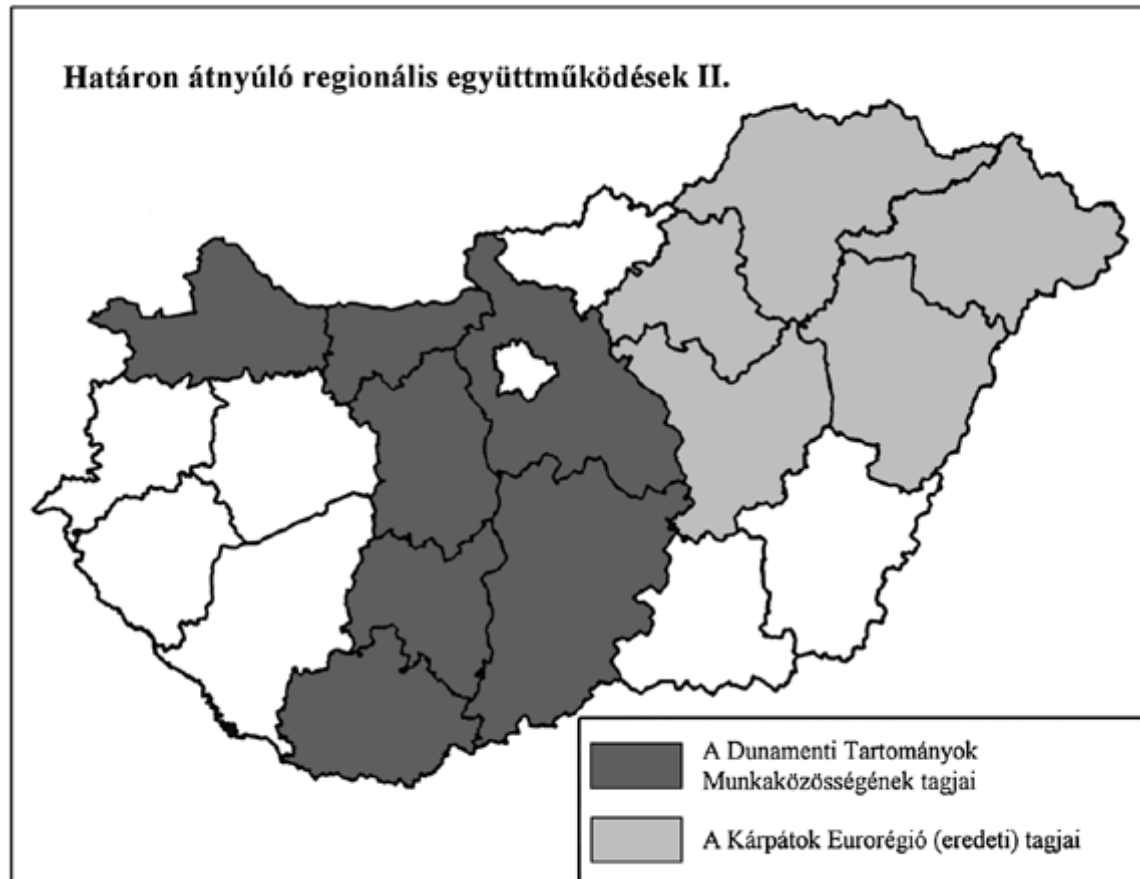 Határon átnyúló regionális együttműködések II.
A Dunamenti Tartományok
Munkaközösségének tagjai
A Kárpátok Eurorégió (eredeti) tagjai